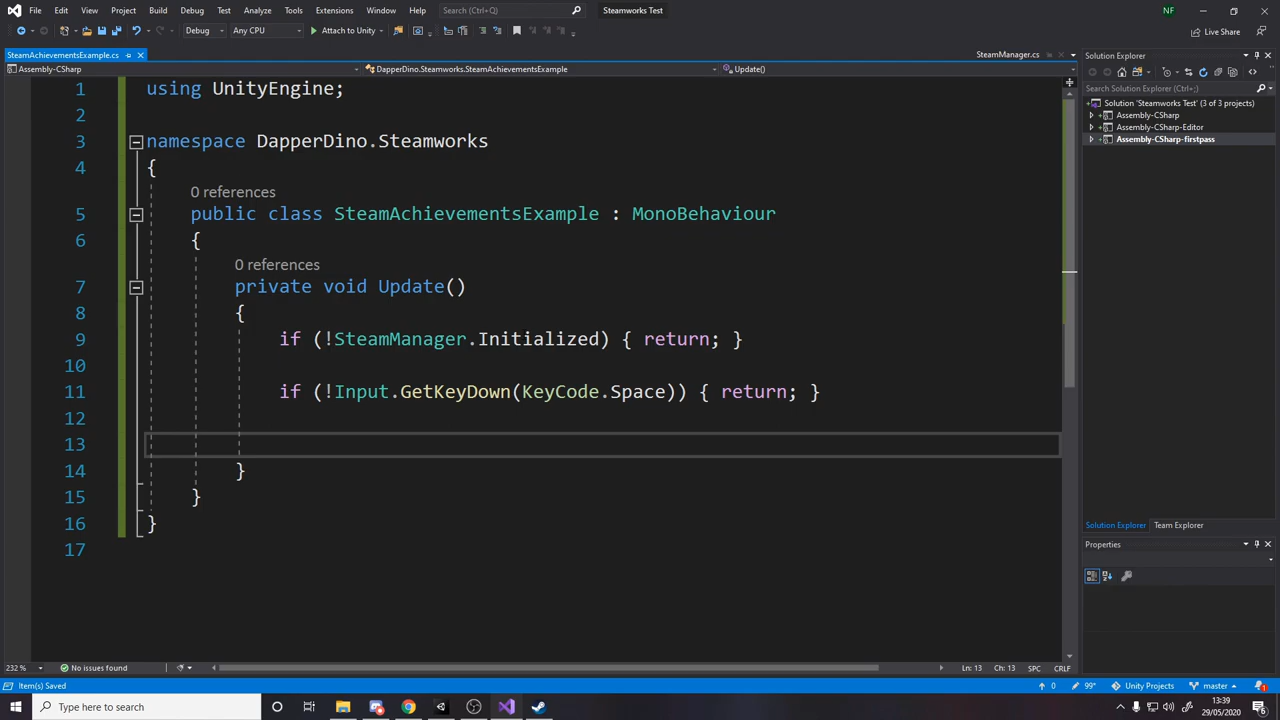 File Edit View Project Build Debug Test Analyze Tools Extensions Window Help Search (Ctrl+;) Steamworks Test NF
Debug Any CPU Attach to Unity Live Share
SteamAchievementsExample.cs SteamManager.cs Solution Explorer
Assembly-CSharp DapperDino.Steamworks.SteamAchievementsExample Update()
Search Solution Explorer (Ctrl+;)
Solution 'Steamworks Test' (3 of 3 projects)
Assembly-CSharp
Assembly-CSharp-Editor
Assembly-CSharp-firstpass
1 using UnityEngine;
2
3 namespace DapperDino.Steamworks
4 {
0 references
5 public class SteamAchievementsExample : MonoBehaviour
6 {
0 references
7 private void Update()
8 {
9 if (!SteamManager.Initialized) { return; }
10
11 if (!Input.GetKeyDown(KeyCode.Space)) { return; }
12
13
14 }
15 }
16 }
17
Solution Explorer Team Explorer
Properties
232 % No issues found Ln: 13 Ch: 13 SPC CRLF
Item(s) Saved 0 99+ Unity Projects master 1
Type here to search 13:39
29/05/2020 6